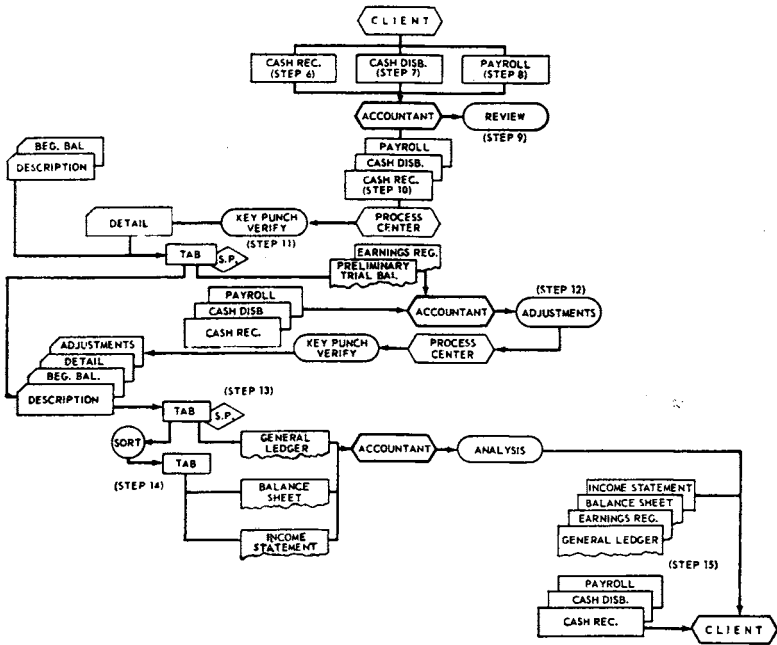 CLIENT
CASH REC.
(STEP 6)
CASH DISB.
(STEP 7)
PAYROLL
(STEP 8)
ACCOUNTANT
REVIEW
(STEP 9)
BEG. BAL
DESCRIPTION
PAYROLL
CASH DISB.
CASH REC.
(STEP 10)
DETAIL
KEY PUNCH
VERIFY
(STEP 11)
PROCESS
CENTER
TAB
S.P.
EARNINGS REG.
PRELIMINARY
TRIAL BAL.
(STEP 12)
PAYROLL
CASH DISB
CASH REC.
ACCOUNTANT
ADJUSTMENTS
ADJUSTMENTS
DETAIL
BEG. BAL.
DESCRIPTION
KEY PUNCH
VERIFY
PROCESS
CENTER
(STEP 13)
TAB
S.P.
SORT
TAB
(STEP 14)
GENERAL
LEDGER
ACCOUNTANT
ANALYSIS
BALANCE
SHEET
INCOME
STATEMENT
INCOME STATEMENT
BALANCE SHEET
EARNINGS REG.
GENERAL LEDGER
(STEP 15)
PAYROLL
CASH DISB.
CASH REC.
CLIENT